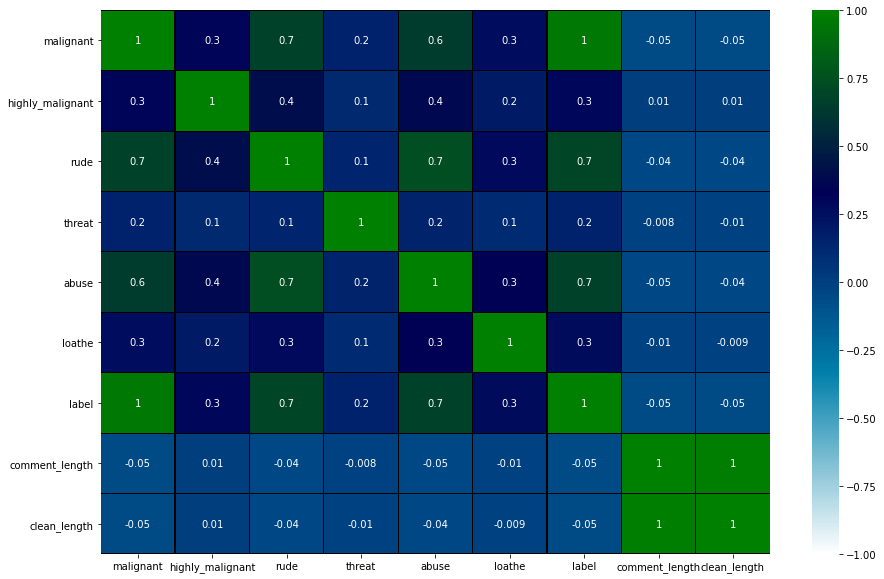 malignant 1 0.3 0.7 0.2 0.6 0.3 1 -0.05 -0.05
highly_malignant 0.3 1 0.4 0.1 0.4 0.2 0.3 0.01 0.01
rude 0.7 0.4 1 0.1 0.7 0.3 0.7 -0.04 -0.04
threat 0.2 0.1 0.1 1 0.2 0.1 0.2 -0.008 -0.01
abuse 0.6 0.4 0.7 0.2 1 0.3 0.7 -0.05 -0.04
loathe 0.3 0.2 0.3 0.1 0.3 1 0.3 -0.01 -0.009
label 1 0.3 0.7 0.2 0.7 0.3 1 -0.05 -0.05
comment_length -0.05 0.01 -0.04 -0.008 -0.05 -0.01 -0.05 1 1
clean_length -0.05 0.01 -0.04 -0.01 -0.04 -0.009 -0.05 1 1
malignant highly_malignant rude threat abuse loathe label comment_length clean_length
1.00
0.75
0.50
0.25
0.00
−0.25
−0.50
−0.75
−1.00